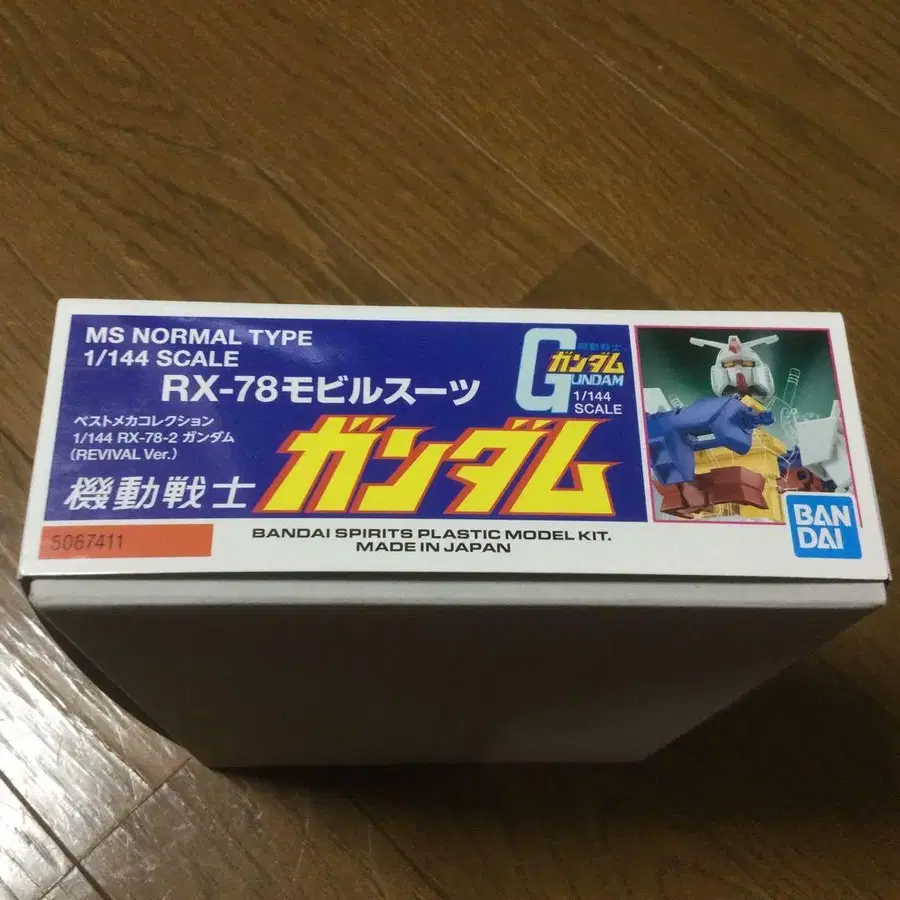 MS NORMAL TYPE
1/144 SCALE
RX-78モビルスーツ
ベストメカコレクション
1/144 RX-78-2 ガンダム
(REVIVAL Ver.)
機動戦士
ガンダム
機動戦士
ガンダム
GUNDAM
1/144
SCALE
5067411
BANDAI SPIRITS PLASTIC MODEL KIT.
MADE IN JAPAN
BAN
DAI